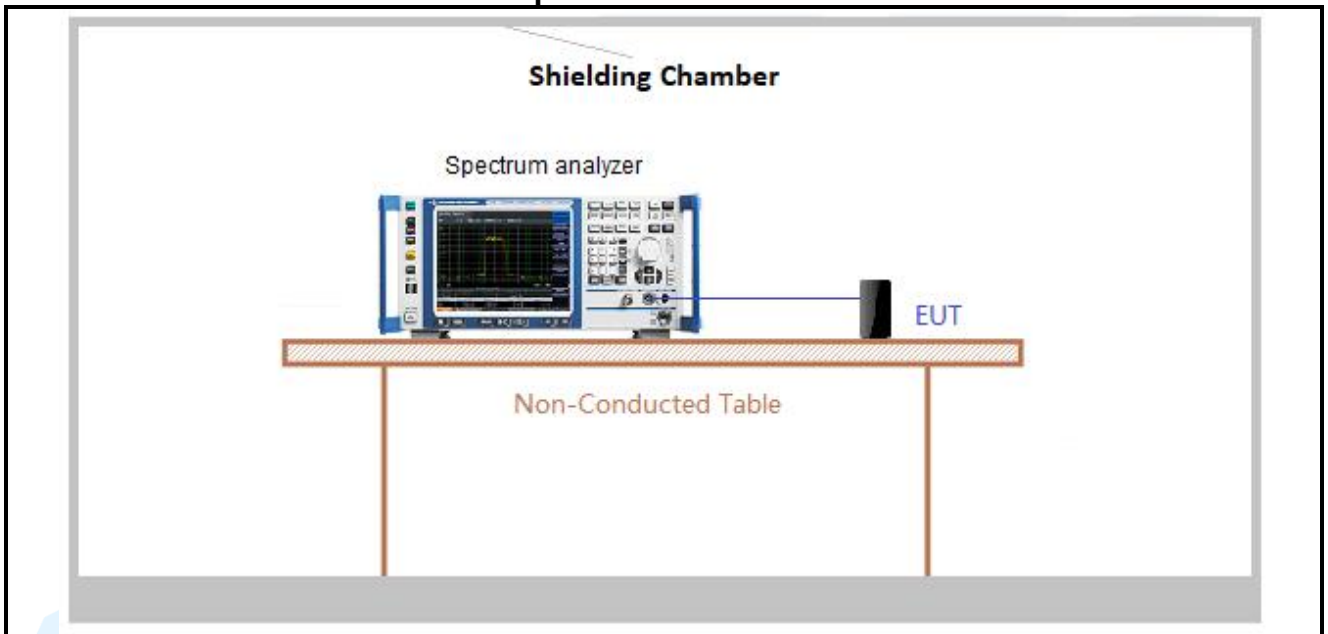 Shielding Chamber
Spectrum analyzer
EUT
Non-Conducted Table